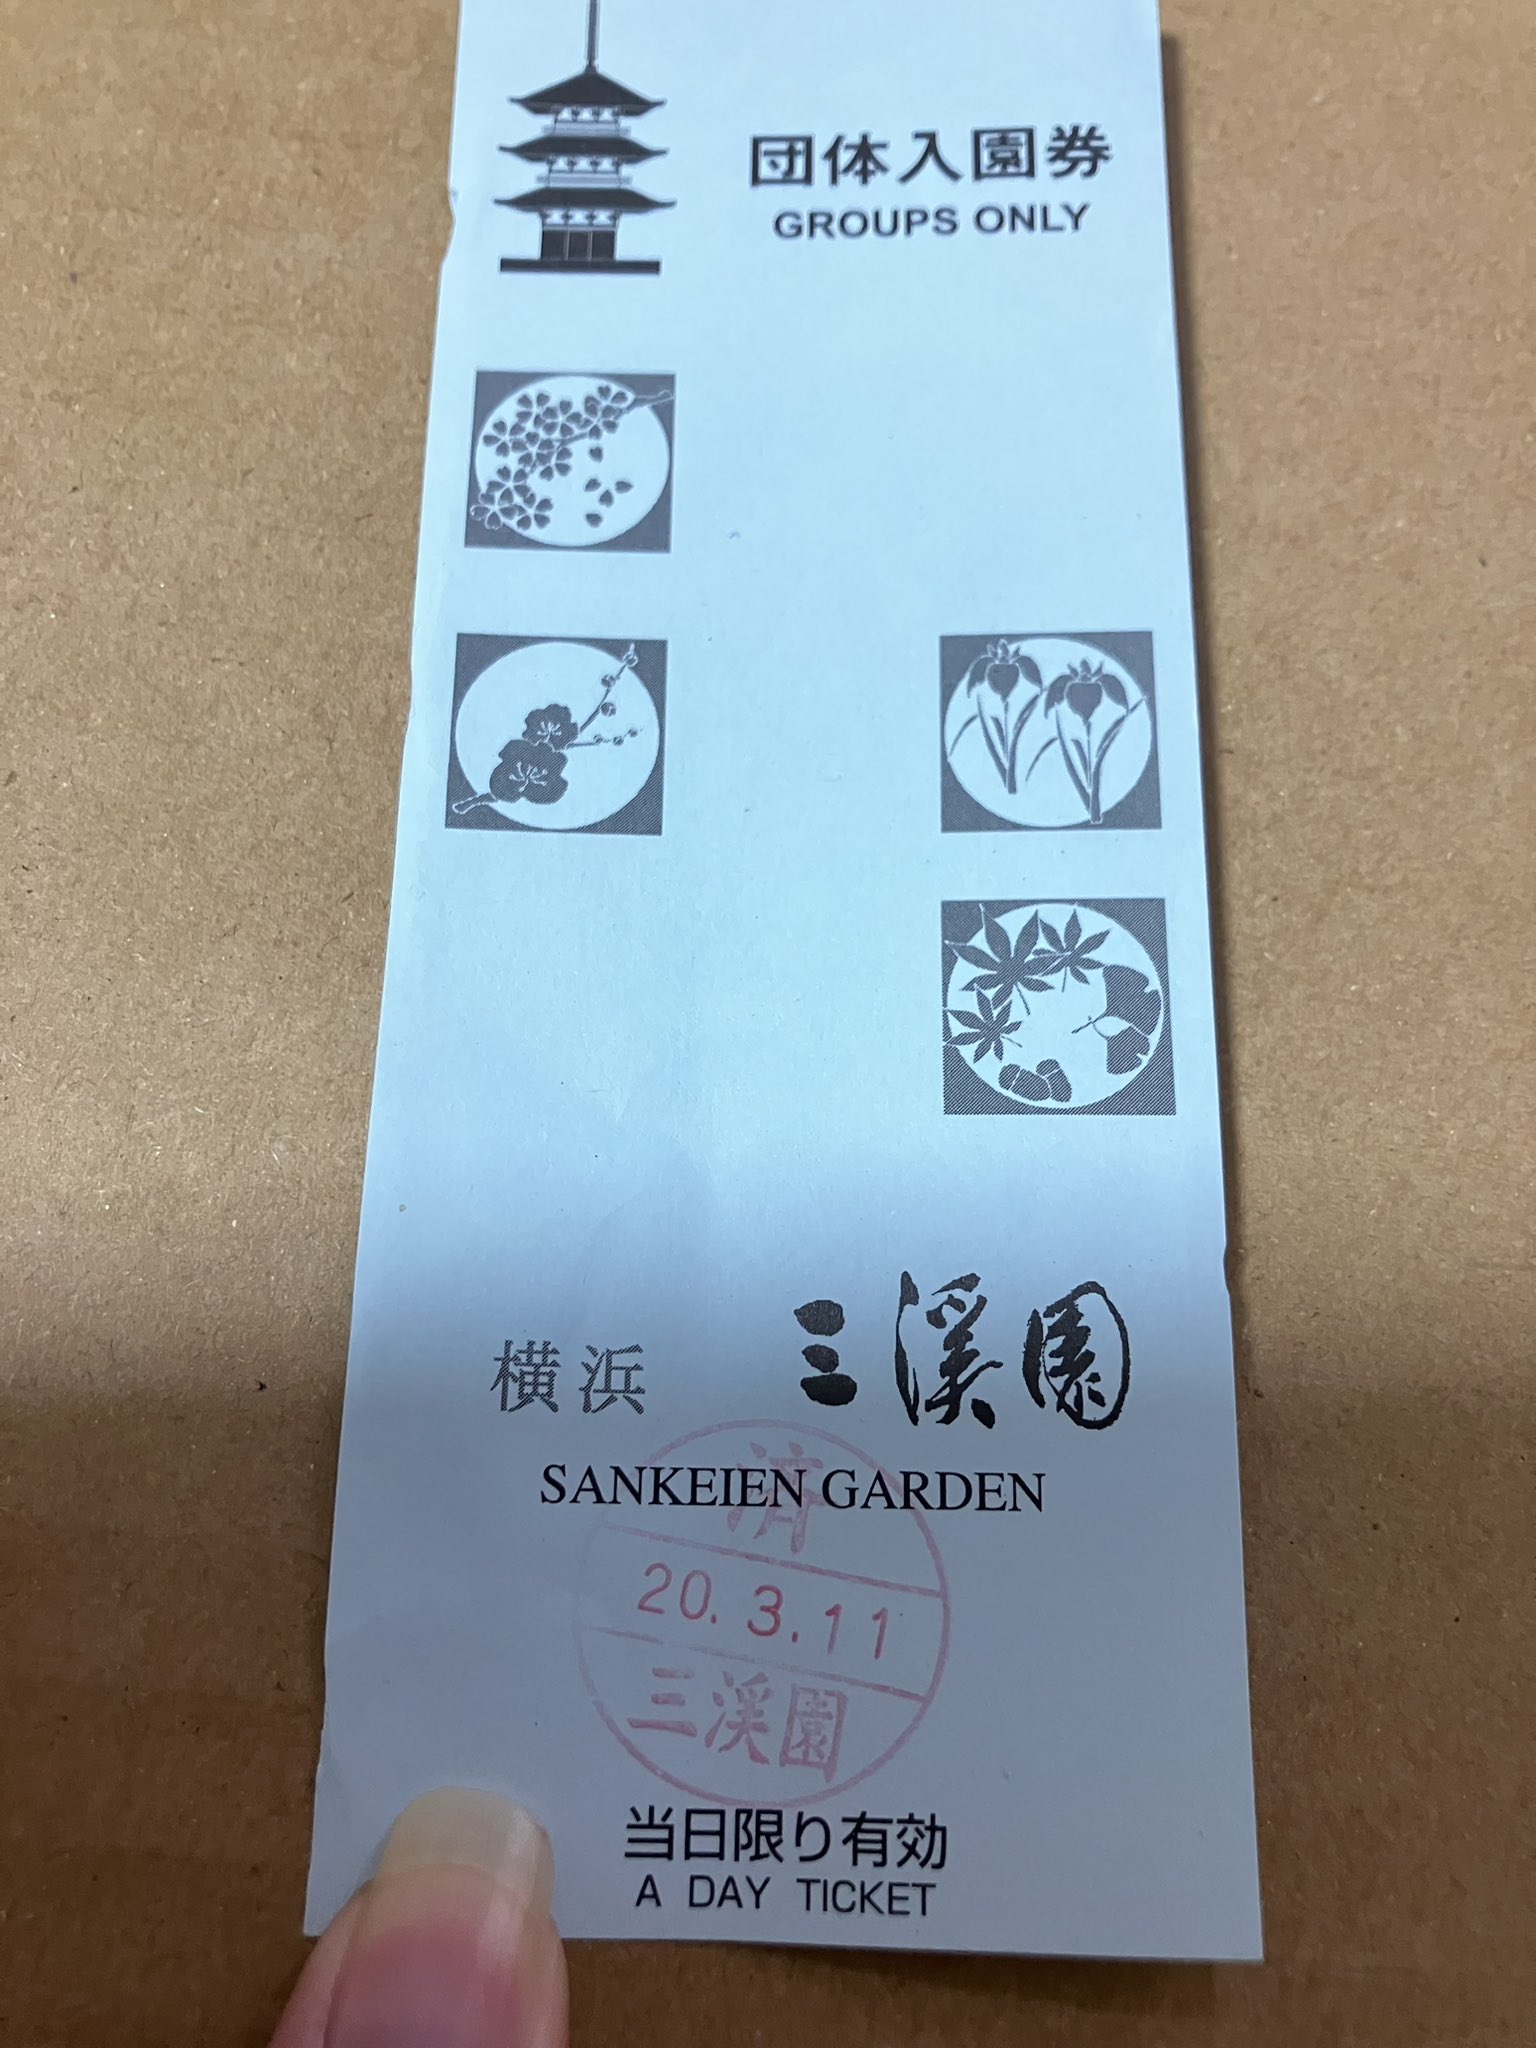 団体入園券
GROUPS ONLY
横浜 三溪園
SANKEIEN GARDEN
済
20.3.11
三溪園
当日限り有効
A DAY TICKET